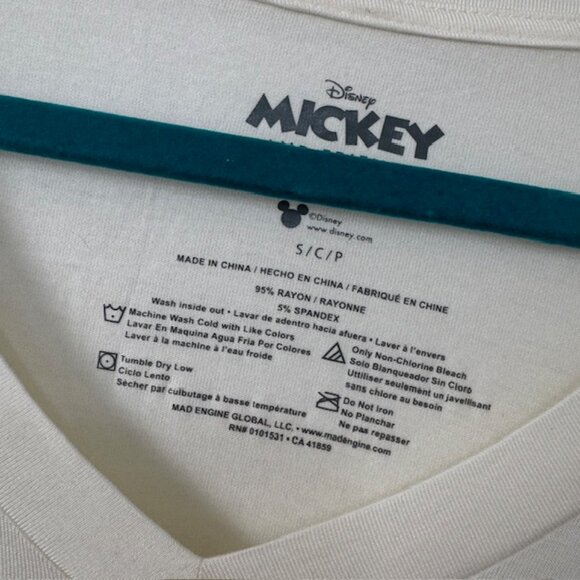 Disney
MICKEY
©Disney
www.disney.com
S/C/P
MADE IN CHINA / HECHO EN CHINA / FABRIQUÉ EN CHINE
95% RAYON / RAYONNE
5% SPANDEX
Wash inside out • Lavar de adentro hacia afuera • Laver à l'envers
Machine Wash Cold with Like Colors
Lavar En Maquina Agua Fria Por Colores
Laver à la machine à l'eau froide
Only Non-Chlorine Bleach
Solo Blanqueador Sin Cloro
Utiliser seulement un javellisant
sans chlore au besoin
Tumble Dry Low
Ciclo Lento
Sécher par culbutage à basse température
Do Not Iron
No Planchar
Ne pas repasser
MAD ENGINE GLOBAL, LLC. • www.madengine.com
RN# 0101531 • CA 41859